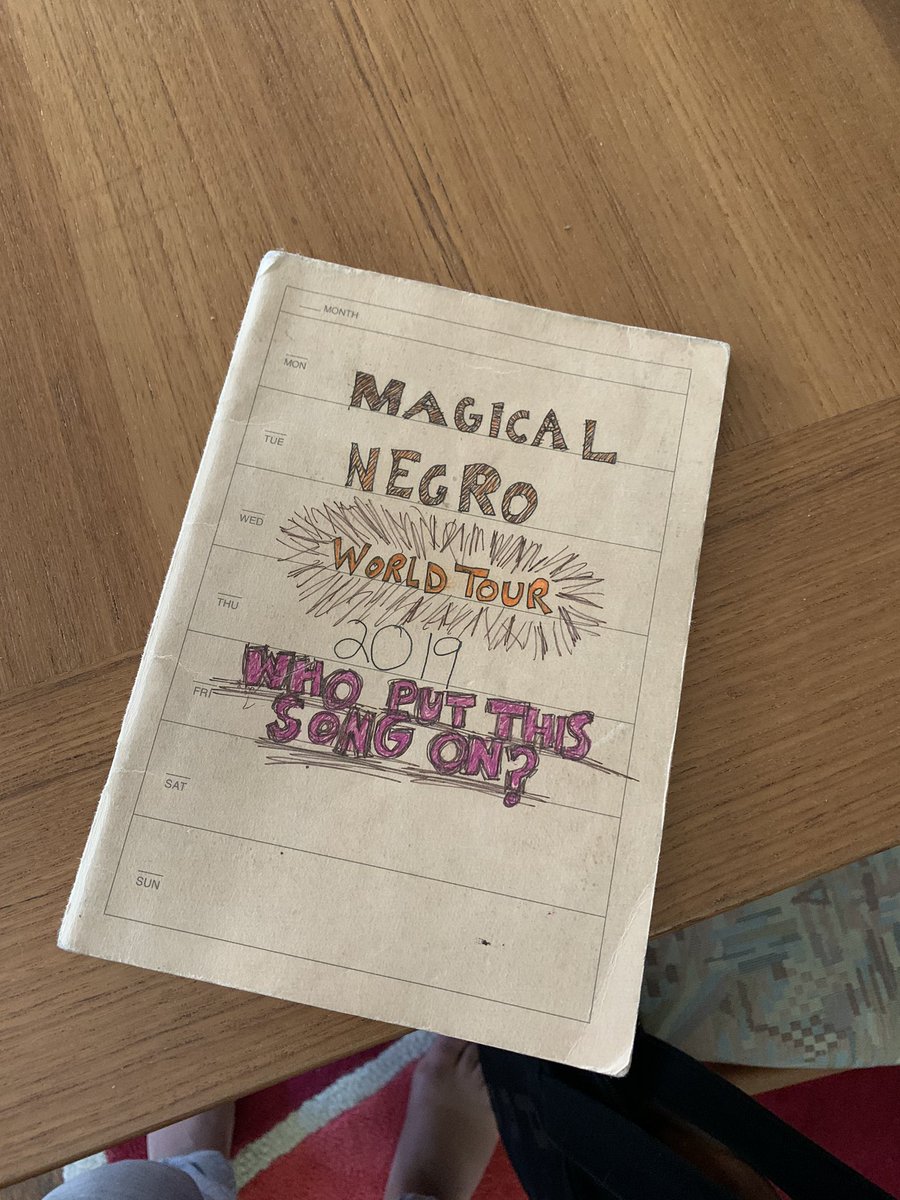 MONTH
MON
MAGICAL
TUE
NEGRO
WED
WORLD TOUR
THU
2019
FRI
WHO PUT THIS
SONG ON?
SAT
SUN